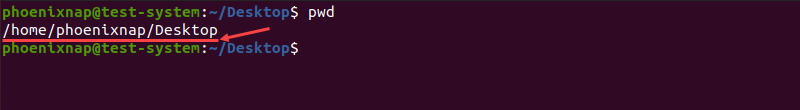 phoenixnap@test-system:~/Desktop$ pwd
/home/phoenixnap/Desktop
phoenixnap@test-system:~/Desktop$